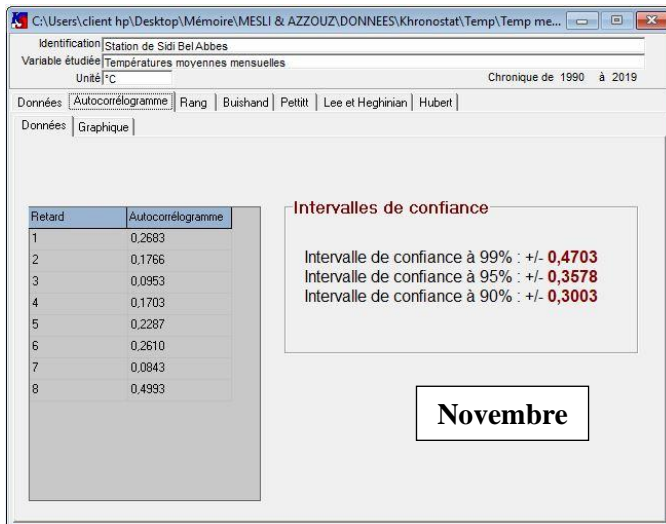 C:\Users\client hp\Desktop\Mémoire\MESLI & AZZOUZ\DONNEES\Khronostat\Temp\Temp me...
Identification Station de Sidi Bel Abbes
Variable étudiée Températures moyennes mensuelles
Unité °C Chronique de 1990 à 2019
Données Autocorrélogramme Rang Buishand Pettitt Lee et Heghinian Hubert
Données Graphique
Retard Autocorrélogramme
1 0,2683
2 0,1766
3 0,0953
4 0,1703
5 0,2287
6 0,2610
7 0,0843
8 0,4993
Intervalles de confiance
Intervalle de confiance à 99% : +/- 0,4703
Intervalle de confiance à 95% : +/- 0,3578
Intervalle de confiance à 90% : +/- 0,3003
Novembre